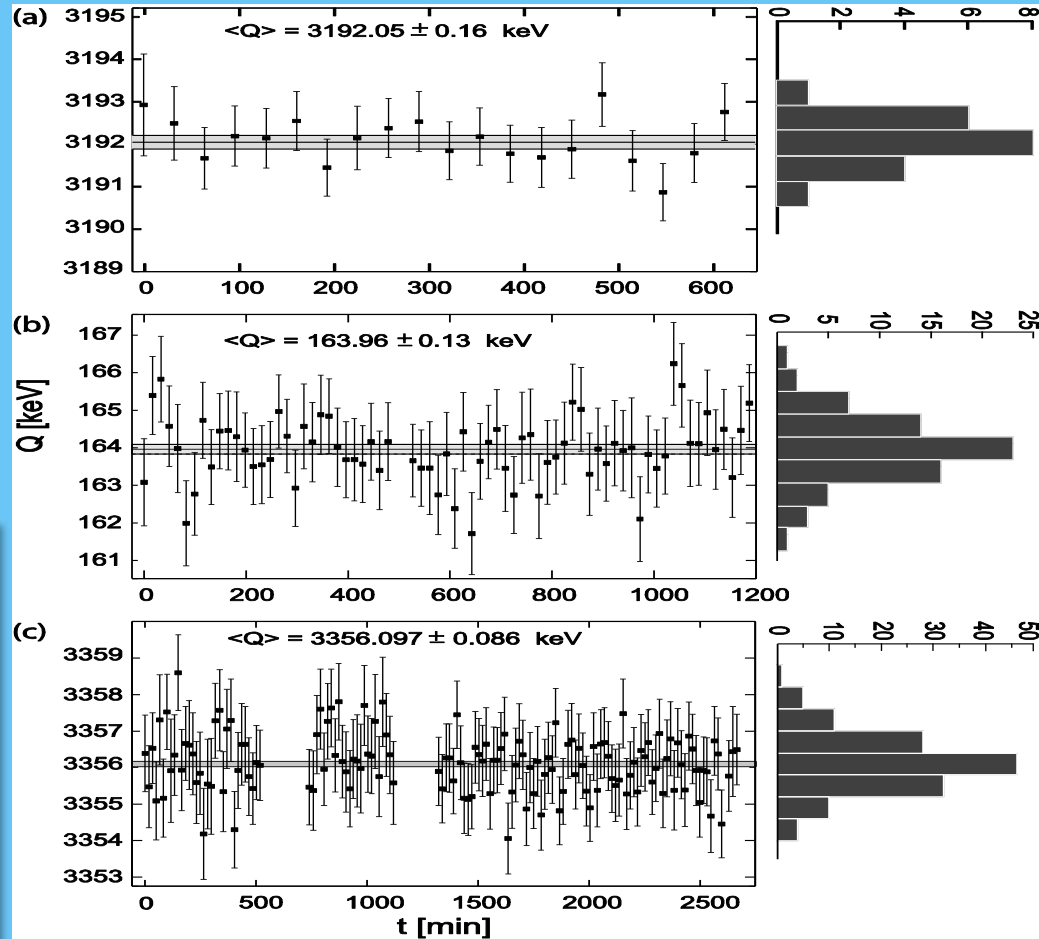 (a)
<Q> = 3192.05 ± 0.16 keV
3195
3194
3193
3192
3191
3190
3189
0 100 200 300 400 500 600
0 2 4 6 8
(b)
<Q> = 163.96 ± 0.13 keV
Q [keV]
167
166
165
164
163
162
161
0 200 400 600 800 1000 1200
0 5 10 15 20 25
(c)
<Q> = 3356.097 ± 0.086 keV
3359
3358
3357
3356
3355
3354
3353
0 500 1000 1500 2000 2500
t [min]
0 10 20 30 40 50